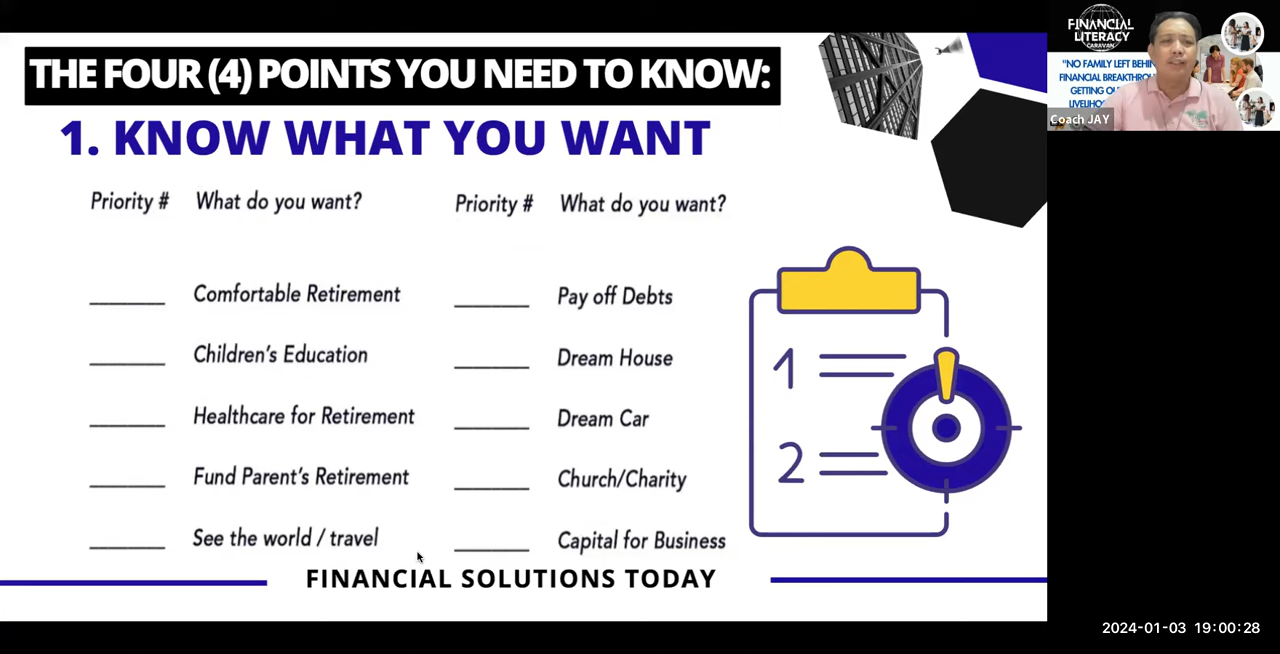 THE FOUR (4) POINTS YOU NEED TO KNOW:
1. KNOW WHAT YOU WANT
Priority # What do you want? Priority # What do you want?
Comfortable Retirement Pay off Debts
Children's Education Dream House
Healthcare for Retirement Dream Car
Fund Parent's Retirement Church/Charity
See the world / travel Capital for Business
1
2
FINANCIAL SOLUTIONS TODAY
FINANCIAL
LITERACY
CARAVAN
"NO FAMILY LEFT
FINANCIAL
GETTING
Coach JAY
2024-01-03 19:00:28